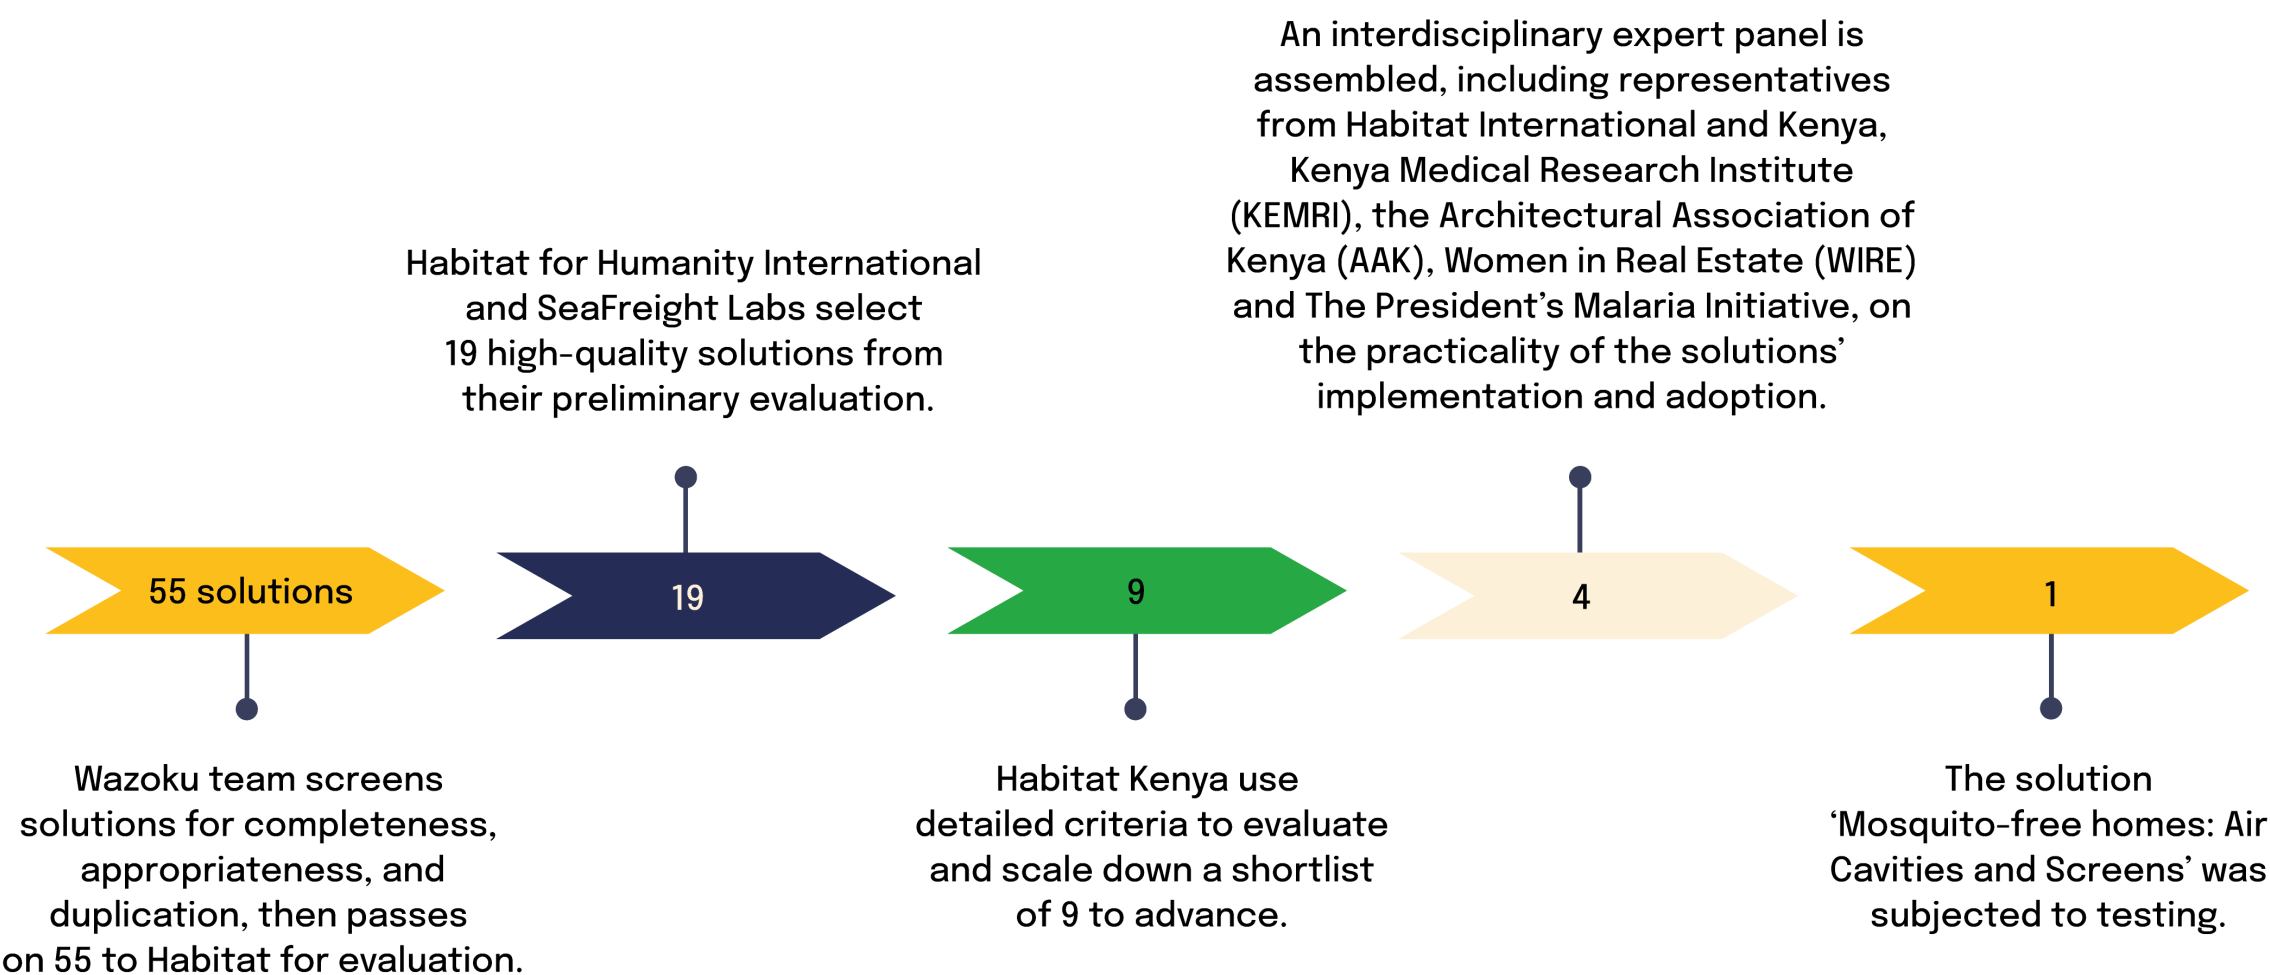 An interdisciplinary expert panel is
assembled, including representatives
from Habitat International and Kenya,
Kenya Medical Research Institute
(KEMRI), the Architectural Association of
Kenya (AAK), Women in Real Estate (WIRE)
and The President’s Malaria Initiative, on
the practicality of the solutions’
implementation and adoption.
Habitat for Humanity International
and SeaFreight Labs select
19 high-quality solutions from
their preliminary evaluation.
55 solutions
19
9
4
1
Wazoku team screens
solutions for completeness,
appropriateness, and
duplication, then passes
on 55 to Habitat for evaluation.
Habitat Kenya use
detailed criteria to evaluate
and scale down a shortlist
of 9 to advance.
The solution
‘Mosquito-free homes: Air
Cavities and Screens’ was
subjected to testing.